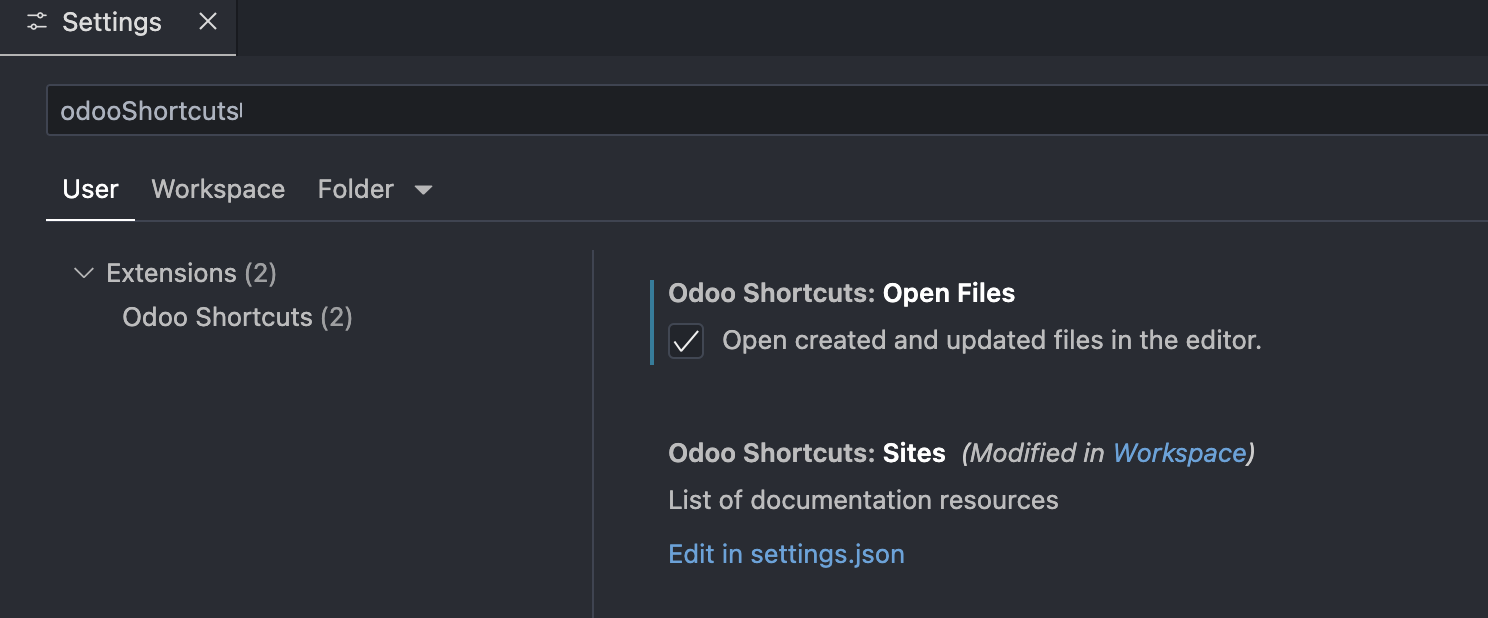 Settings
odooShortcuts
User Workspace Folder
Extensions (2)
Odoo Shortcuts (2)
Odoo Shortcuts: Open Files
Open created and updated files in the editor.
Odoo Shortcuts: Sites (Modified in Workspace)
List of documentation resources
Edit in settings.json